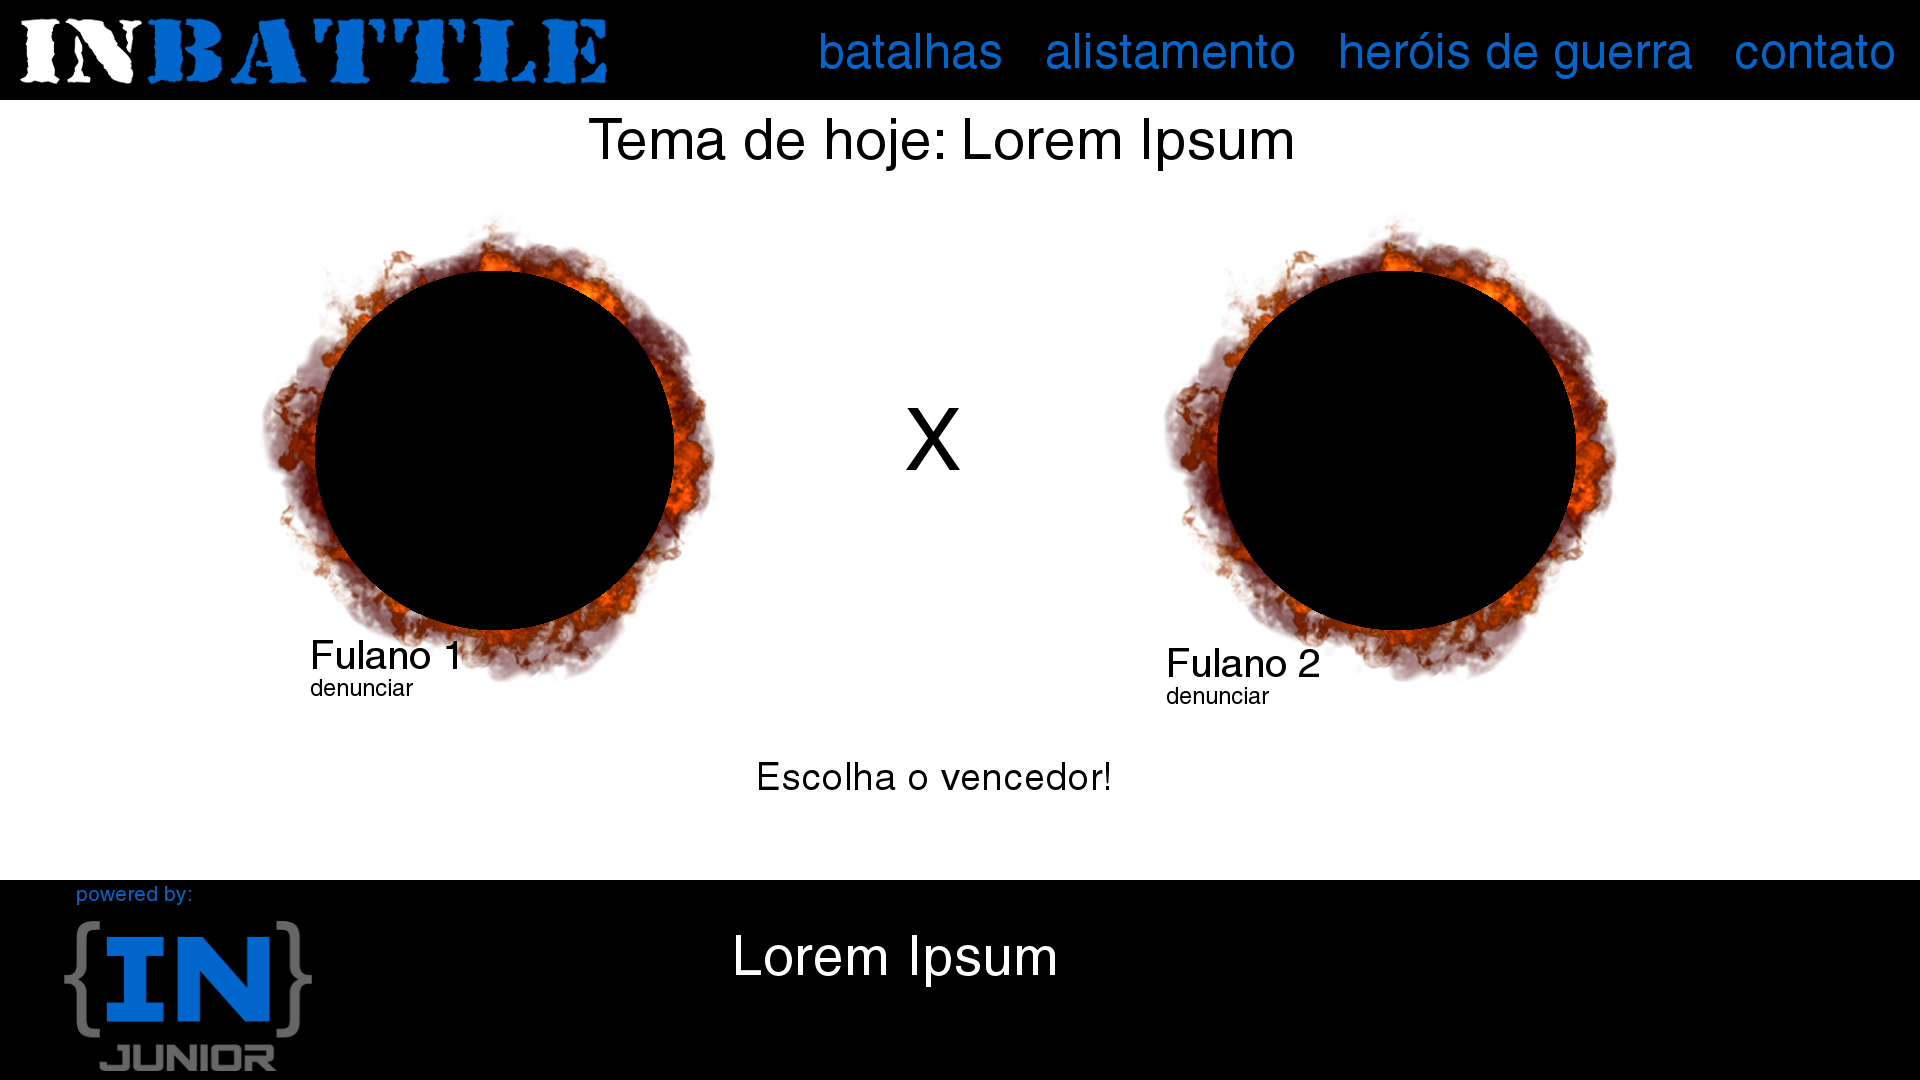 INBATTLE batalhas alistamento heróis de guerra contato
Tema de hoje: Lorem Ipsum
X
Fulano 1
denunciar
Fulano 2
denunciar
Escolha o vencedor!
powered by:
{IN}
JUNIOR
Lorem Ipsum